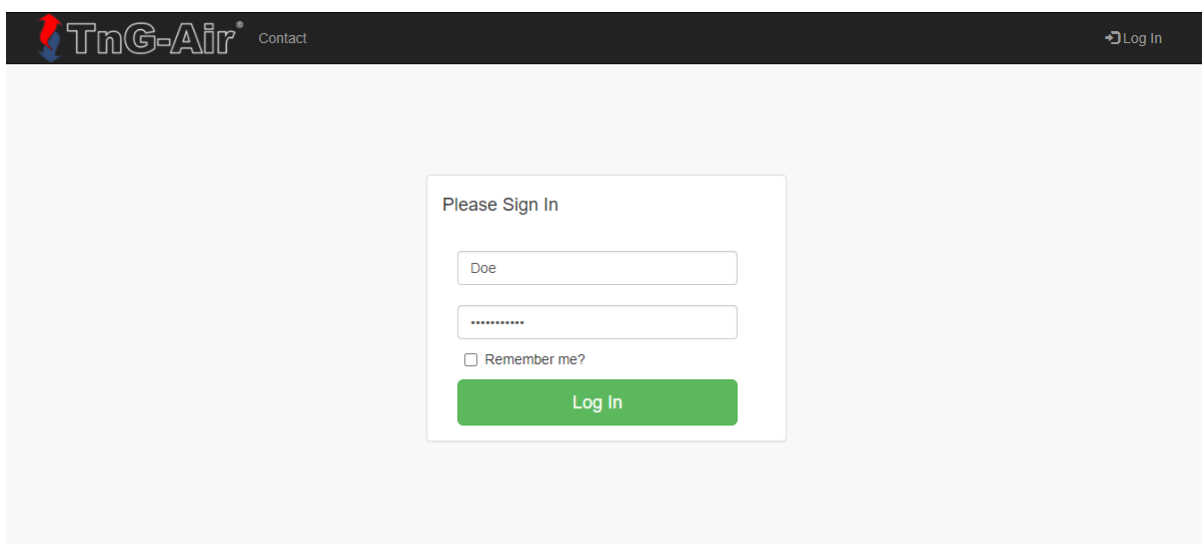 TnG-Air® Contact Log In
Please Sign In
Doe
•••••••••••
Remember me?
Log In